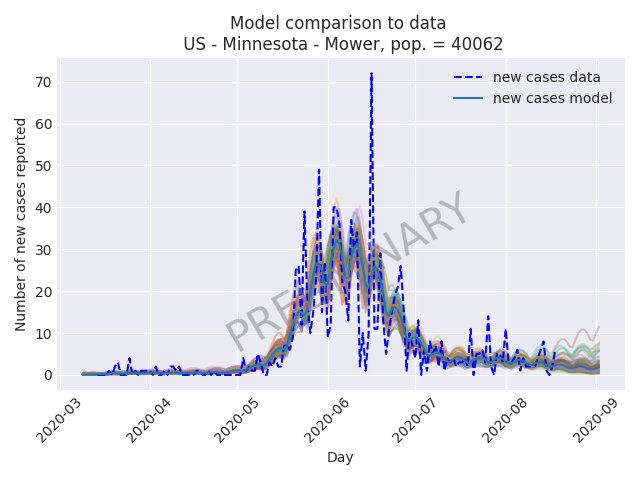 Model comparison to data
US - Minnesota - Mower, pop. = 40062
new cases data
new cases model
Number of new cases reported
70
60
50
40
30
20
10
0
PRELIMINARY
2020-03
2020-04
2020-05
2020-06
2020-07
2020-08
2020-09
Day